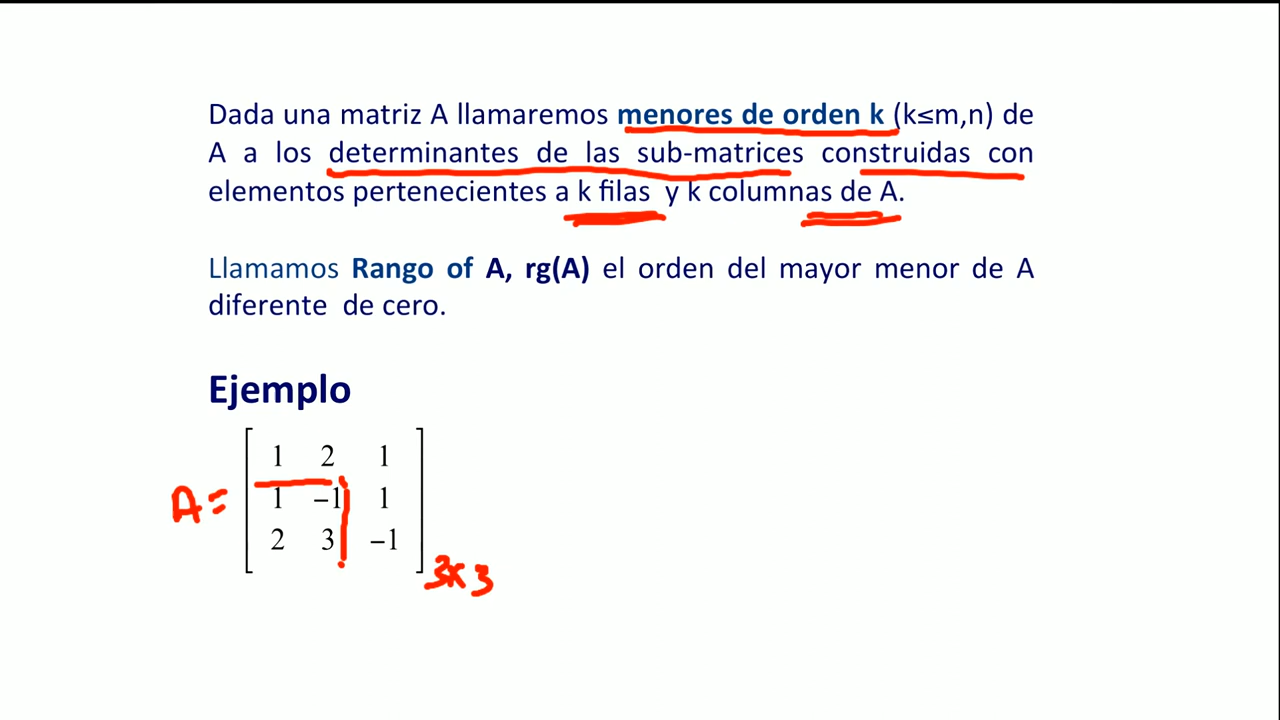 Dada una matriz A llamaremos menores de orden k (k≤m,n) de
A a los determinantes de las sub-matrices construidas con
elementos pertenecientes a k filas y k columnas de A.
Llamamos Rango of A, rg(A) el orden del mayor menor de A
diferente de cero.
Ejemplo
1 2 1
A= 1 −1 1
2 3 −1
3x3